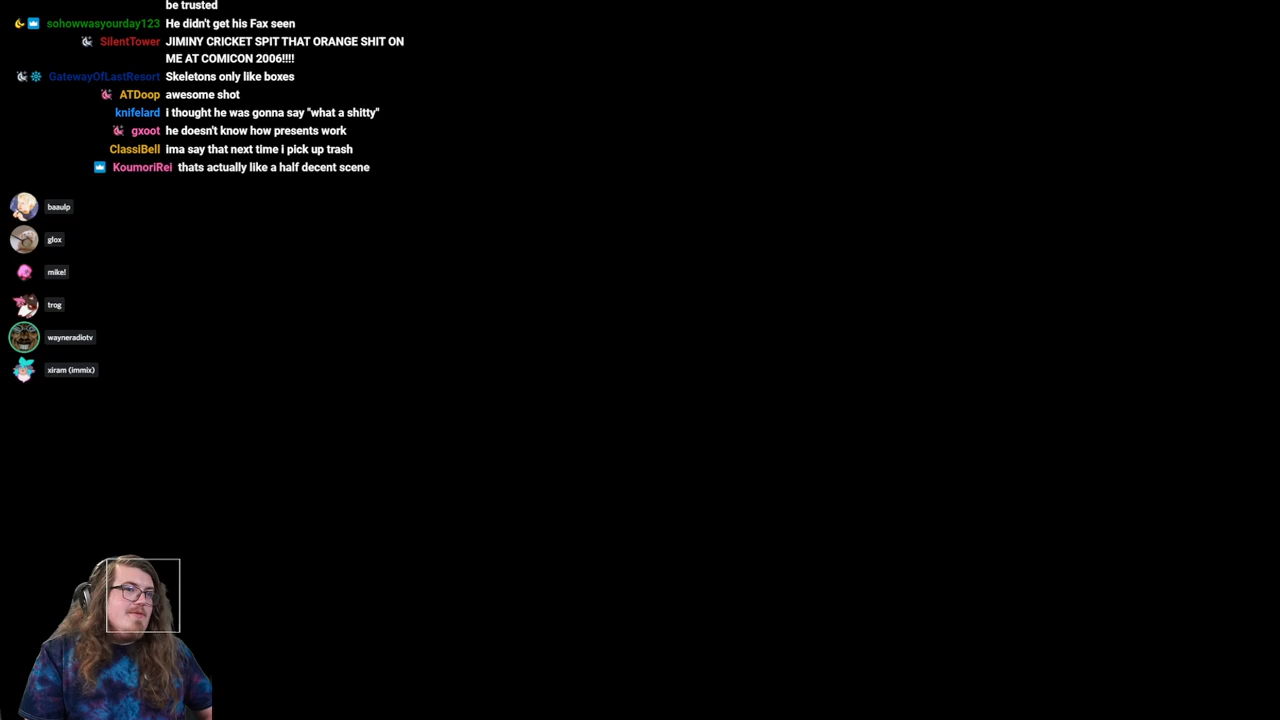 be trusted
sohowwasyourday123 He didn't get his Fax seen
SilentTower JIMINY CRICKET SPIT THAT ORANGE SHIT ON
ME AT COMICON 2006!!!!
GatewayOfLastResort Skeletons only like boxes
ATDoop awesome shot
knifelard i thought he was gonna say "what a shitty"
gxoot he doesn't know how presents work
ClassIBell ima say that next time i pick up trash
KoumoriRei thats actually like a half decent scene
baaulp
glox
mike!
trog
wayneradiotv
xiram (immix)